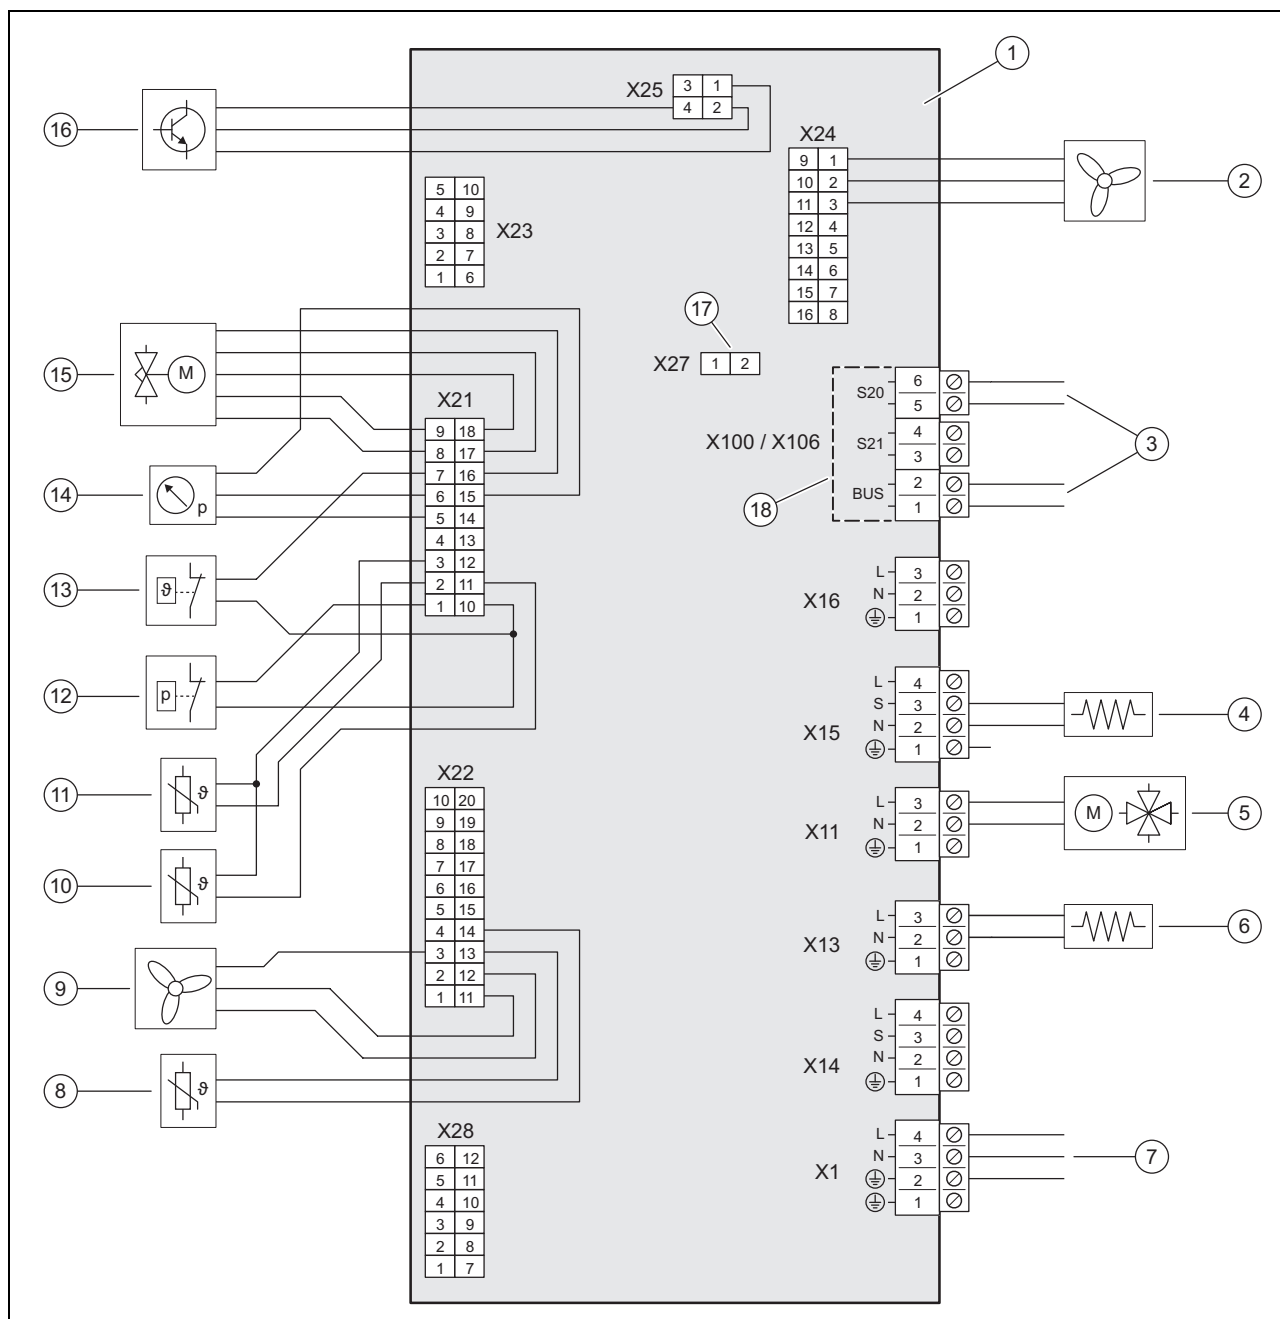 1
X25
3 1
4 2
16
X24
9 1
10 2
11 3
12 4
13 5
14 6
15 7
16 8
2
5 10
4 9
3 8
2 7
1 6
X23
17
X27
1 2
15
M
X21
9 18
8 17
7 16
6 15
5 14
4 13
3 12
2 11
1 10
X100 / X106
S20
6
5
S21
4
3
BUS
2
1
3
18
14
p
13
ϑ
X16
L 3
N 2
1
12
p
X15
L 4
S 3
N 2
1
4
11
ϑ
X22
10 20
9 19
8 18
7 17
6 16
5 15
4 14
3 13
2 12
1 11
X11
L 3
N 2
1
M
5
10
ϑ
X13
L 3
N 2
1
6
9
X14
L 4
S 3
N 2
1
8
ϑ
X28
6 12
5 11
4 10
3 9
2 8
1 7
X1
L 4
N 3
2
1
7